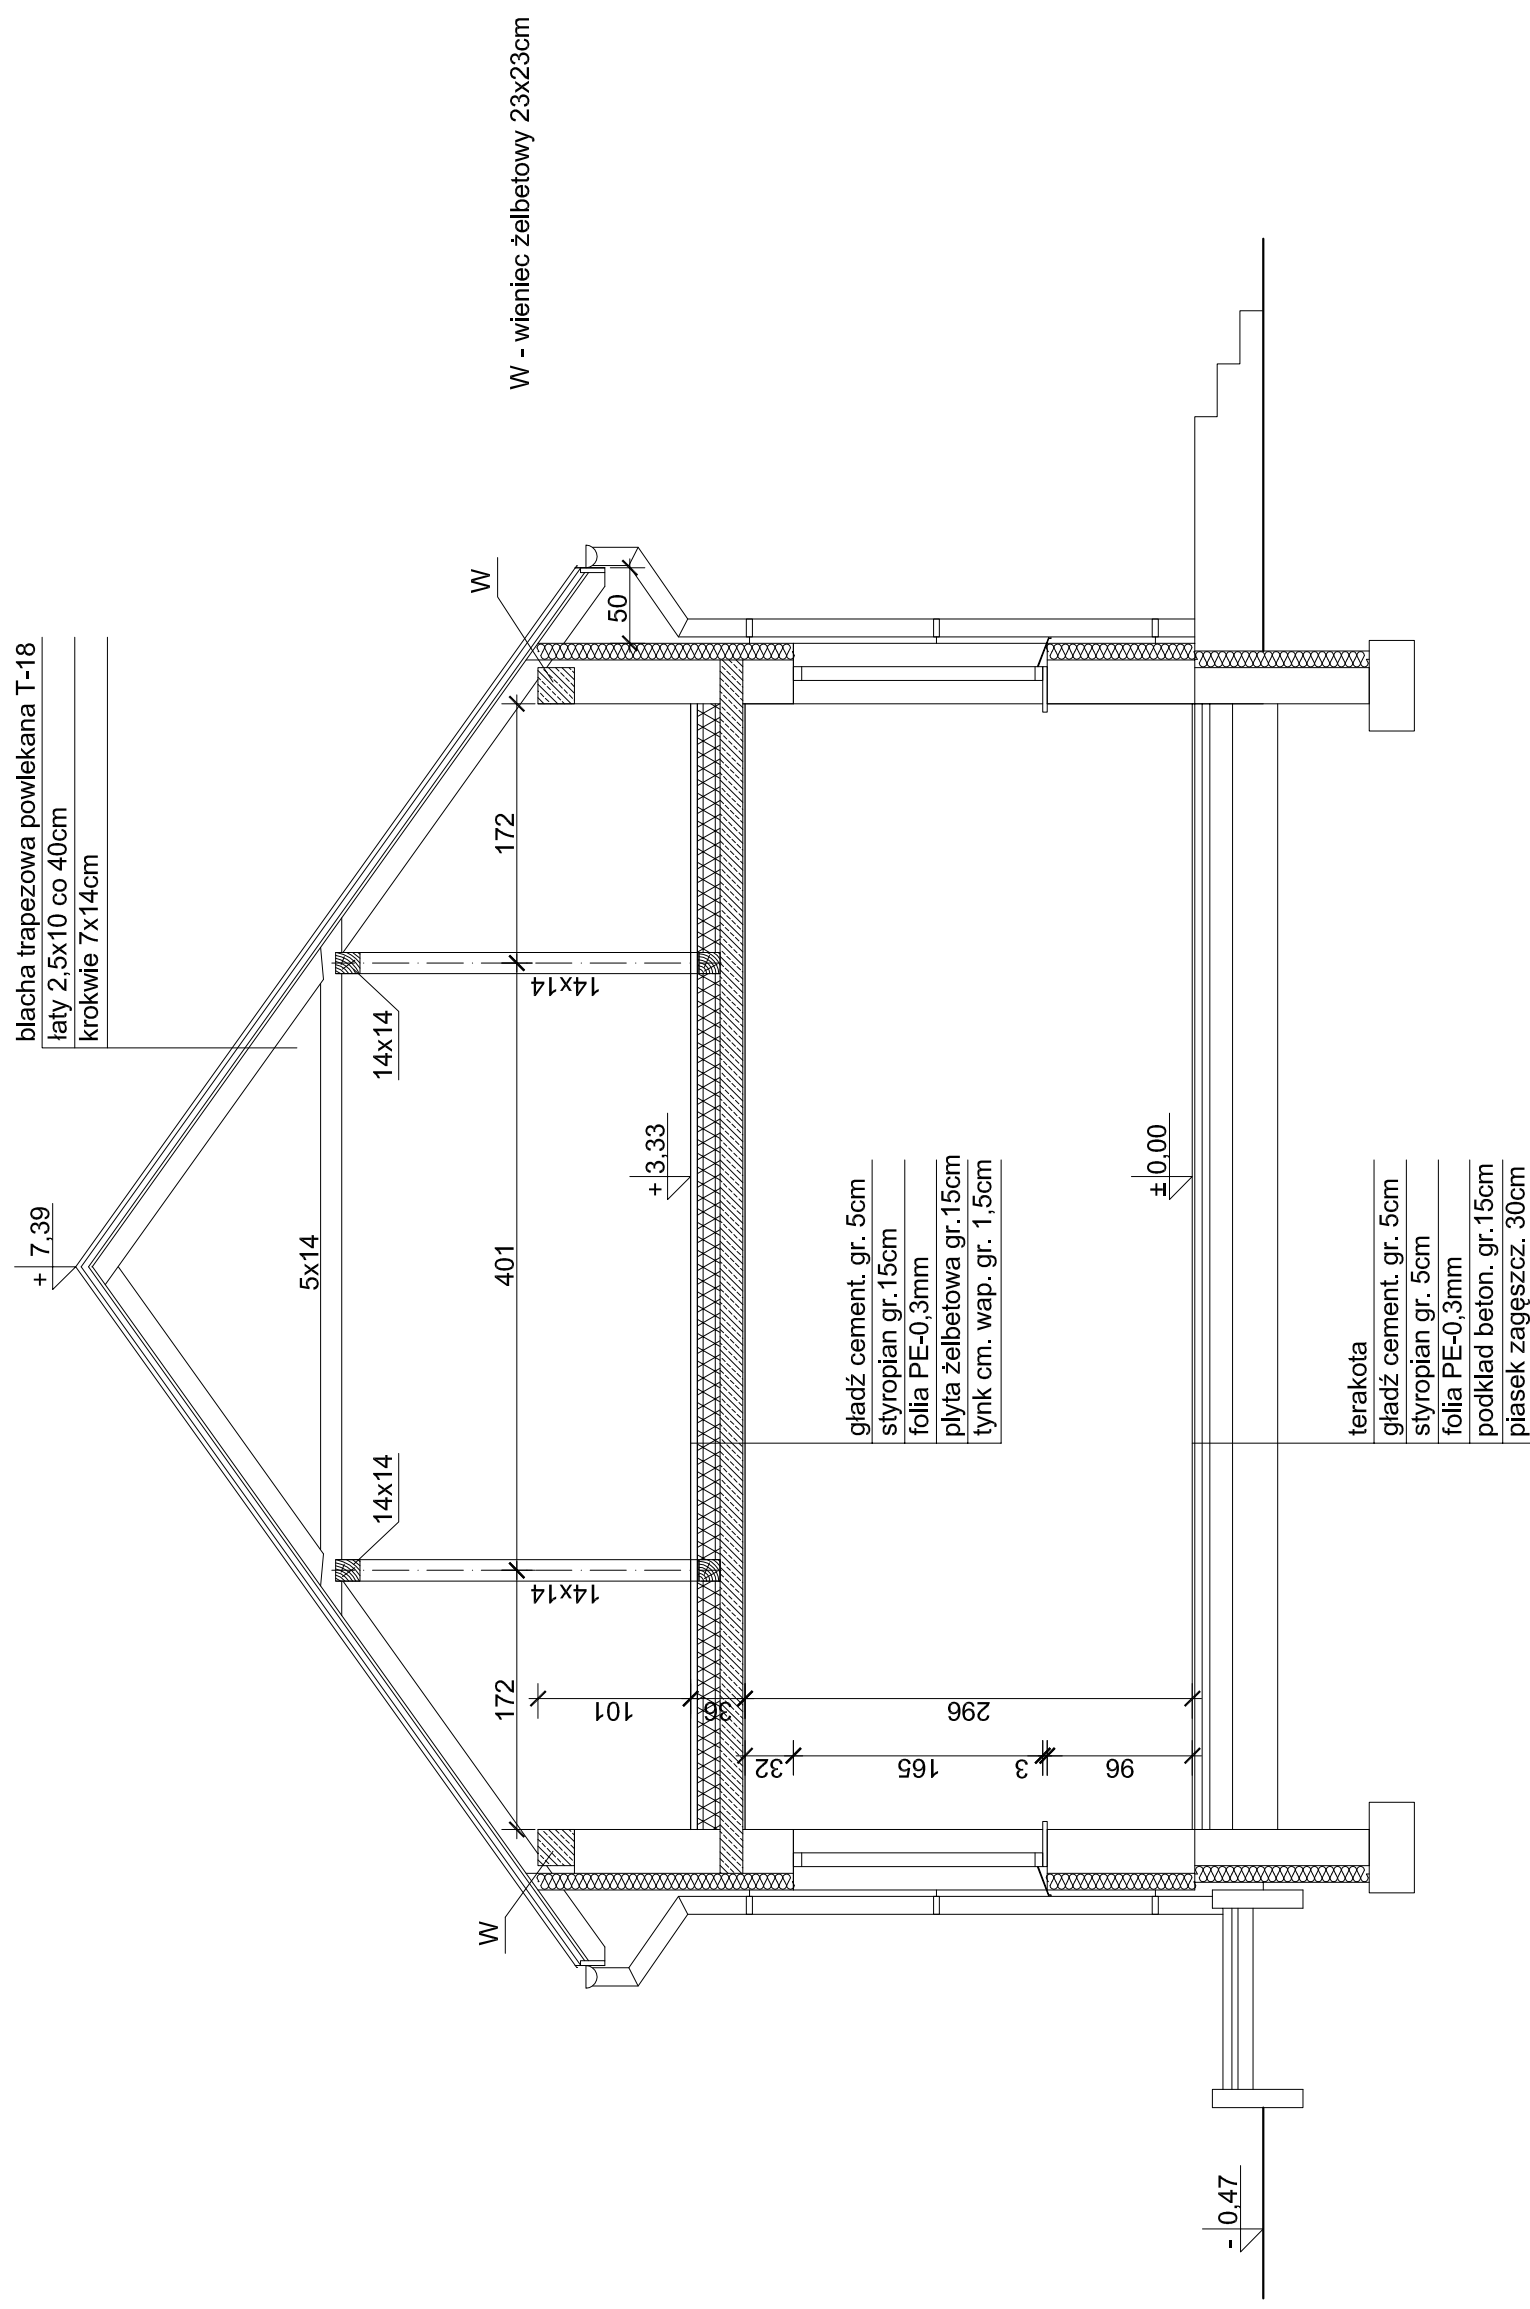 blacha trapezowa powlekana T-18
łaty 2,5x10 co 40cm
krokwie 7x14cm
+ 7,39
W - wieniec żelbetowy 23x23cm
5x14
14x14
14x14
W
W
172
401
172
14x14
14x14
50
101
36
296
32
165
3
96
+ 3,33
gładź cement. gr. 5cm
styropian gr.15cm
folia PE-0,3mm
płyta żelbetowa gr.15cm
tynk cm. wap. gr. 1,5cm
± 0,00
- 0,47
terakota
gładź cement. gr. 5cm
styropian gr. 5cm
folia PE-0,3mm
podkład beton. gr.15cm
piasek zagęszcz. 30cm